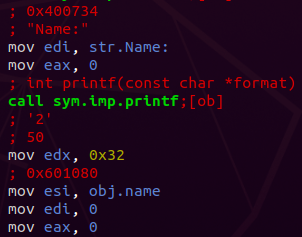 ; 0x400734
; "Name:"
mov edi, str.Name:
mov eax, 0
; int printf(const char *format)
call sym.imp.printf;[ob]
; '2'
; 50
mov edx, 0x32
; 0x601080
mov esi, obj.name
mov edi, 0
mov eax, 0